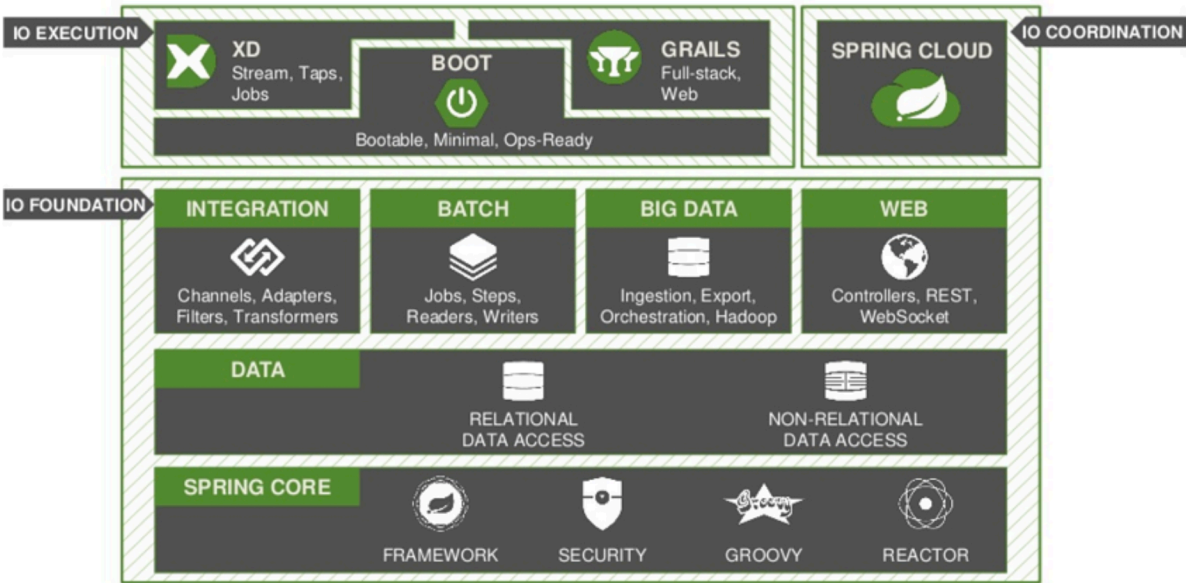 IO EXECUTION
XD
Stream, Taps,
Jobs
BOOT
Bootable, Minimal, Ops-Ready
GRAILS
Full-stack,
Web
SPRING CLOUD
IO COORDINATION
IO FOUNDATION
INTEGRATION
Channels, Adapters,
Filters, Transformers
BATCH
Jobs, Steps,
Readers, Writers
BIG DATA
Ingestion, Export,
Orchestration, Hadoop
WEB
Controllers, REST,
WebSocket
DATA
RELATIONAL
DATA ACCESS
NON-RELATIONAL
DATA ACCESS
SPRING CORE
FRAMEWORK
SECURITY
Groovy
GROOVY
REACTOR